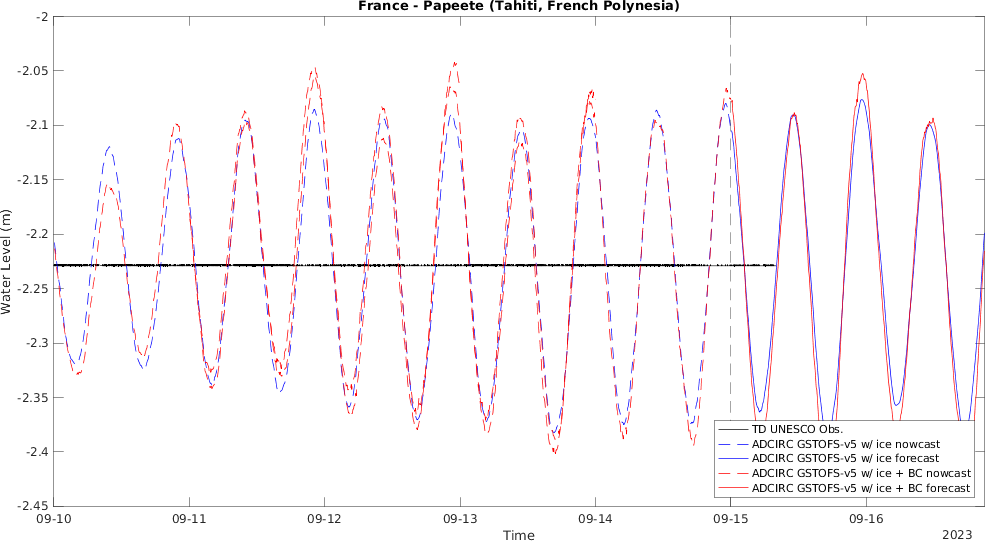 France - Papeete (Tahiti, French Polynesia)
-2
-2.05
-2.1
-2.15
-2.2
-2.25
-2.3
-2.35
-2.4
-2.45
Water Level (m)
TD UNESCO Obs.
ADCIRC GSTOFS-v5 w/ ice nowcast
ADCIRC GSTOFS-v5 w/ ice forecast
ADCIRC GSTOFS-v5 w/ ice + BC nowcast
ADCIRC GSTOFS-v5 w/ ice + BC forecast
09-10 09-11 09-12 09-13 09-14 09-15 09-16
Time
2023